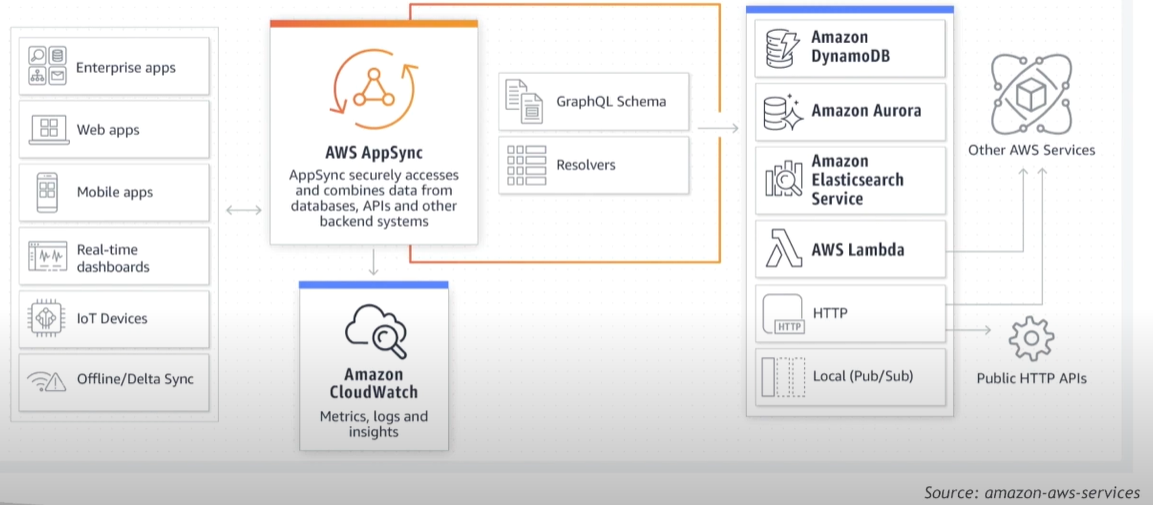 Enterprise apps
Web apps
Mobile apps
Real-time
dashboards
IoT Devices
Offline/Delta Sync
AWS AppSync
AppSync securely accesses
and combines data from
databases, APIs and other
backend systems
Amazon
CloudWatch
Metrics, logs and
insights
GraphQL Schema
Resolvers
Amazon
DynamoDB
Amazon Aurora
Amazon
Elasticsearch
Service
AWS Lambda
HTTP
HTTP
Local (Pub/Sub)
Other AWS Services
Public HTTP APIs
Source: amazon-aws-services